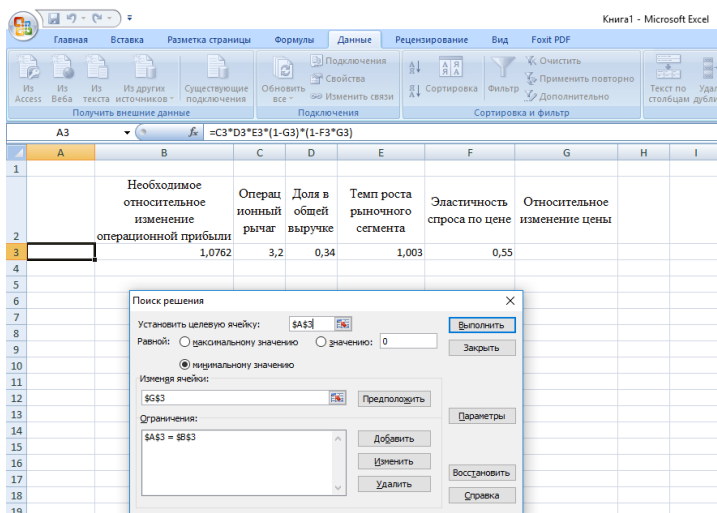 Книга1 - Microsoft Excel
Главная Вставка Разметка страницы Формулы Данные Рецензирование Вид Foxit PDF
Из Access
Из Веба
Из текста
Из других источников
Существующие подключения
Получить внешние данные
Обновить все
Подключения
Свойства
Изменить связи
Подключения
Сортировка
Фильтр
Очистить
Применить повторно
Дополнительно
Сортировка и фильтр
Текст по столбцам
A3 fx =C3*D3*E3*(1-G3)*(1-F3*G3)
A B C D E F G H I
1
2
Необходимое
относительное
изменение
операционной прибыли
Операц
ионный
рычаг
Доля в
общей
выручке
Темп роста
рыночного
сегмента
Эластичность
спроса по цене
Относительное
изменение цены
3 1,0762 3,2 0,34 1,003 0,55
4
5
6
7
8
9
10
11
12
13
14
15
16
17
18
19
Поиск решения
Установить целевую ячейку: $A$3
Равной: максимальному значению значению: 0
минимальному значению
Изменяя ячейки:
$G$3
Предположить
Ограничения:
$A$3 = $B$3
Добавить
Изменить
Удалить
Выполнить
Закрыть
Параметры
Восстановить
Справка